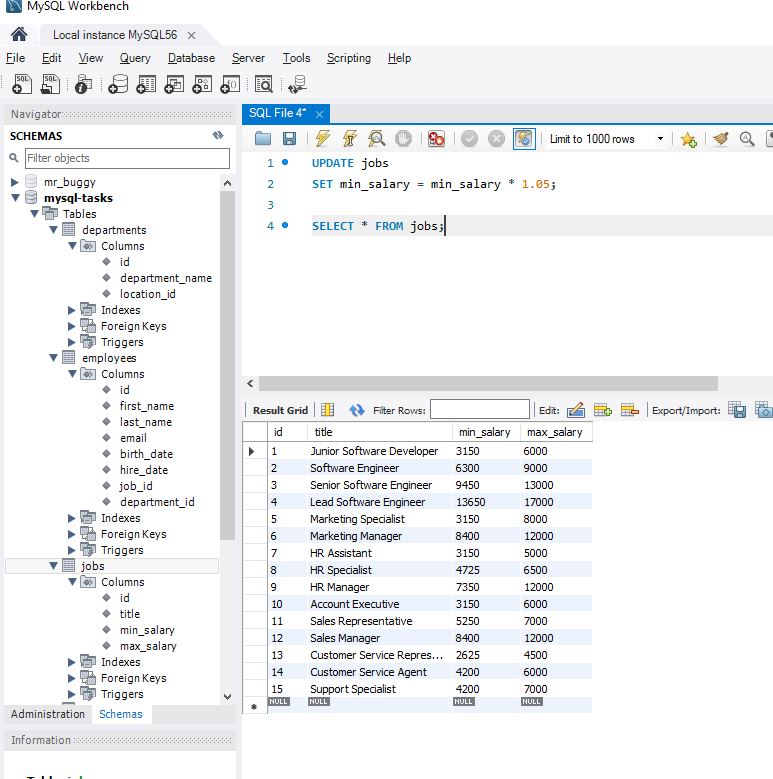 MySQL Workbench
Local instance MySQL56
File Edit View Query Database Server Tools Scripting Help
Navigator
SCHEMAS
Filter objects
mr_buggy
mysql-tasks
Tables
departments
Columns
id
department_name
location_id
Indexes
Foreign Keys
Triggers
employees
Columns
id
first_name
last_name
email
birth_date
hire_date
job_id
department_id
Indexes
Foreign Keys
Triggers
jobs
Columns
id
title
min_salary
max_salary
Indexes
Foreign Keys
Triggers
Administration Schemas
Information
SQL File 4*
Limit to 1000 rows
1 UPDATE jobs
2 SET min_salary = min_salary * 1.05;
3
4 SELECT * FROM jobs;
Result Grid Filter Rows: Edit: Export/Import:
id title min_salary max_salary
1 Junior Software Developer 3150 6000
2 Software Engineer 6300 9000
3 Senior Software Engineer 9450 13000
4 Lead Software Engineer 13650 17000
5 Marketing Specialist 3150 8000
6 Marketing Manager 8400 12000
7 HR Assistant 3150 5000
8 HR Specialist 4725 6500
9 HR Manager 7350 12000
10 Account Executive 3150 6000
11 Sales Representative 5250 7000
12 Sales Manager 8400 12000
13 Customer Service Repres... 2625 4500
14 Customer Service Agent 4200 6000
15 Support Specialist 4200 7000
NULL NULL NULL NULL